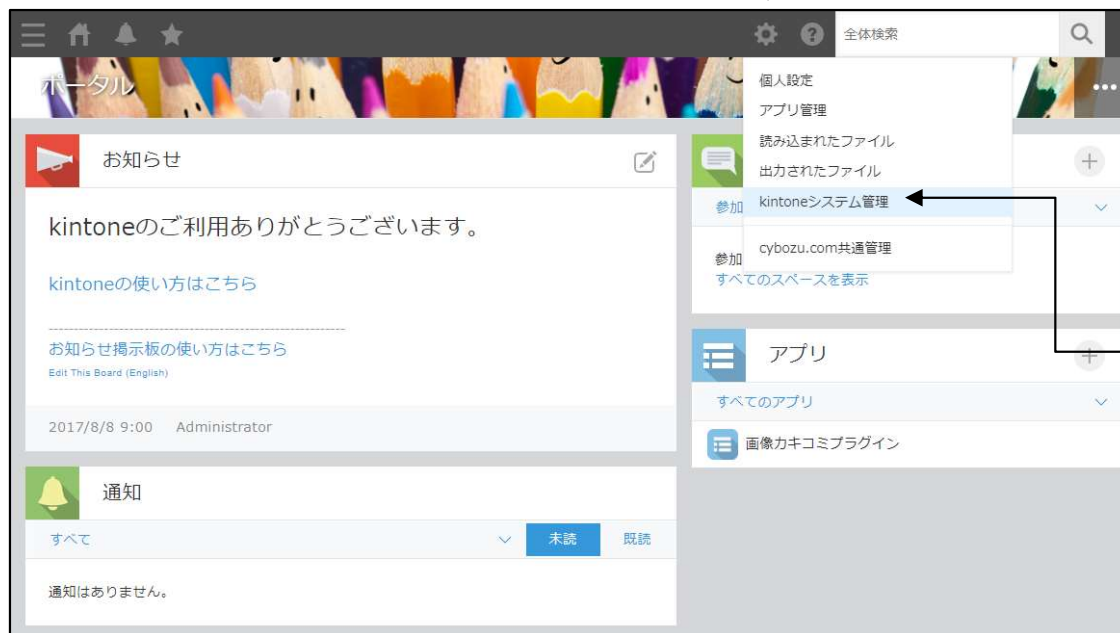 全体検索
ポータル
個人設定
アプリ管理
読み込まれたファイル
出力されたファイル
kintoneシステム管理
cybozu.com共通管理
お知らせ
kintoneのご利用ありがとうございます。
kintoneの使い方はこちら
------------------------------------------------------------
お知らせ掲示板の使い方はこちら
Edit This Board (English)
2017/8/8 9:00 Administrator
通知
すべて 未読 既読
通知はありません。
参加
参加
すべてのスペースを表示
アプリ
すべてのアプリ
画像カキコミプラグイン